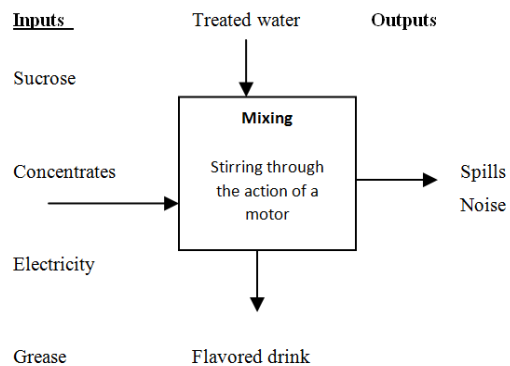 Inputs
Treated water
Outputs
Sucrose
Mixing
Stirring through
the action of a
motor
Concentrates
Spills
Noise
Electricity
Grease
Flavored drink